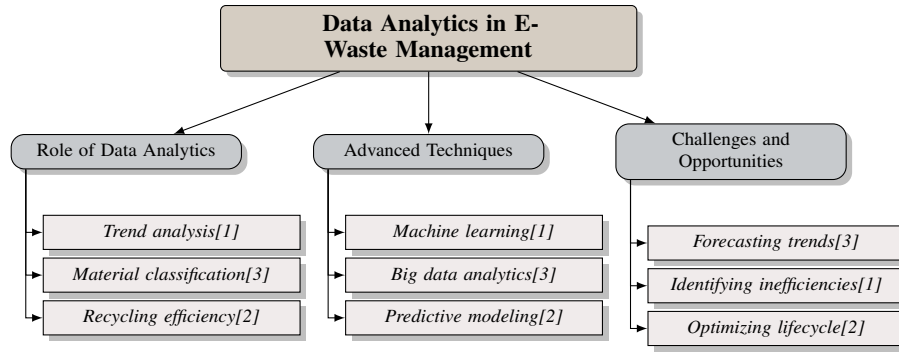 Data Analytics in E-
Waste Management
Role of Data Analytics
Trend analysis[1]
Material classification[3]
Recycling efficiency[2]
Advanced Techniques
Machine learning[1]
Big data analytics[3]
Predictive modeling[2]
Challenges and
Opportunities
Forecasting trends[3]
Identifying inefficiencies[1]
Optimizing lifecycle[2]